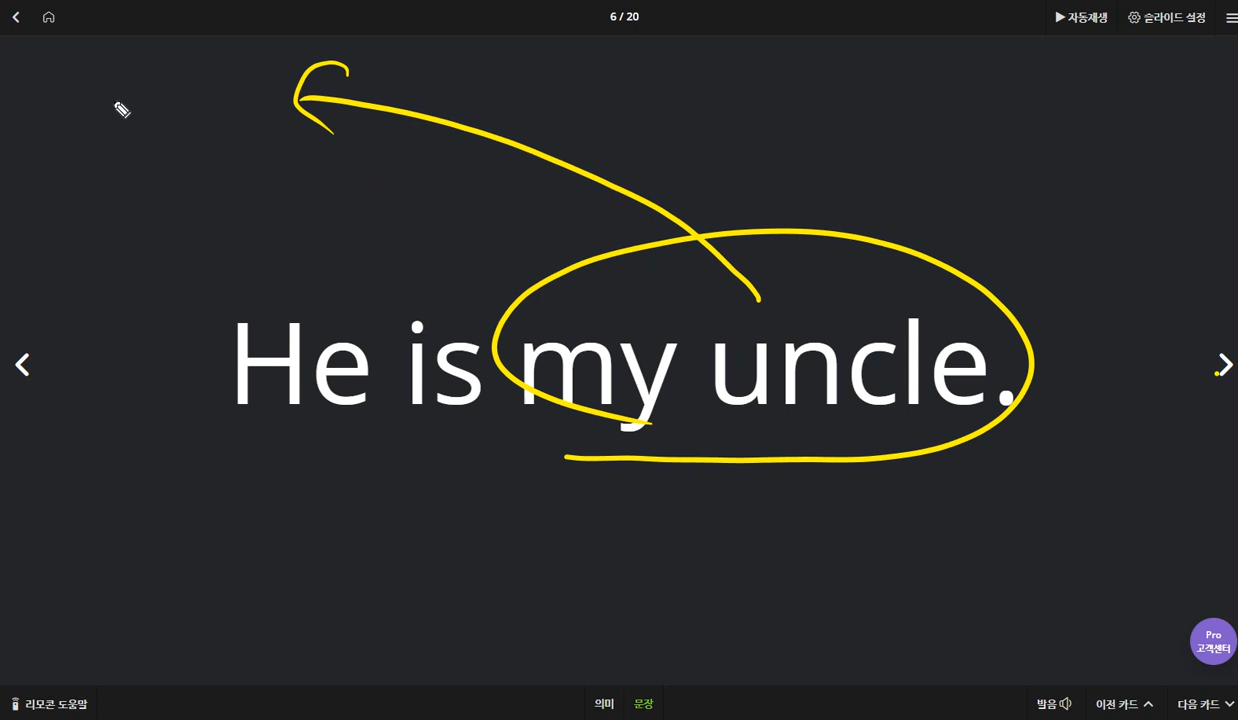 6 / 20
자동재생
슬라이드 설정
He is my uncle.
Pro
고객센터
리모콘 도움말
의미
문장
발음
이전 카드
다음 카드